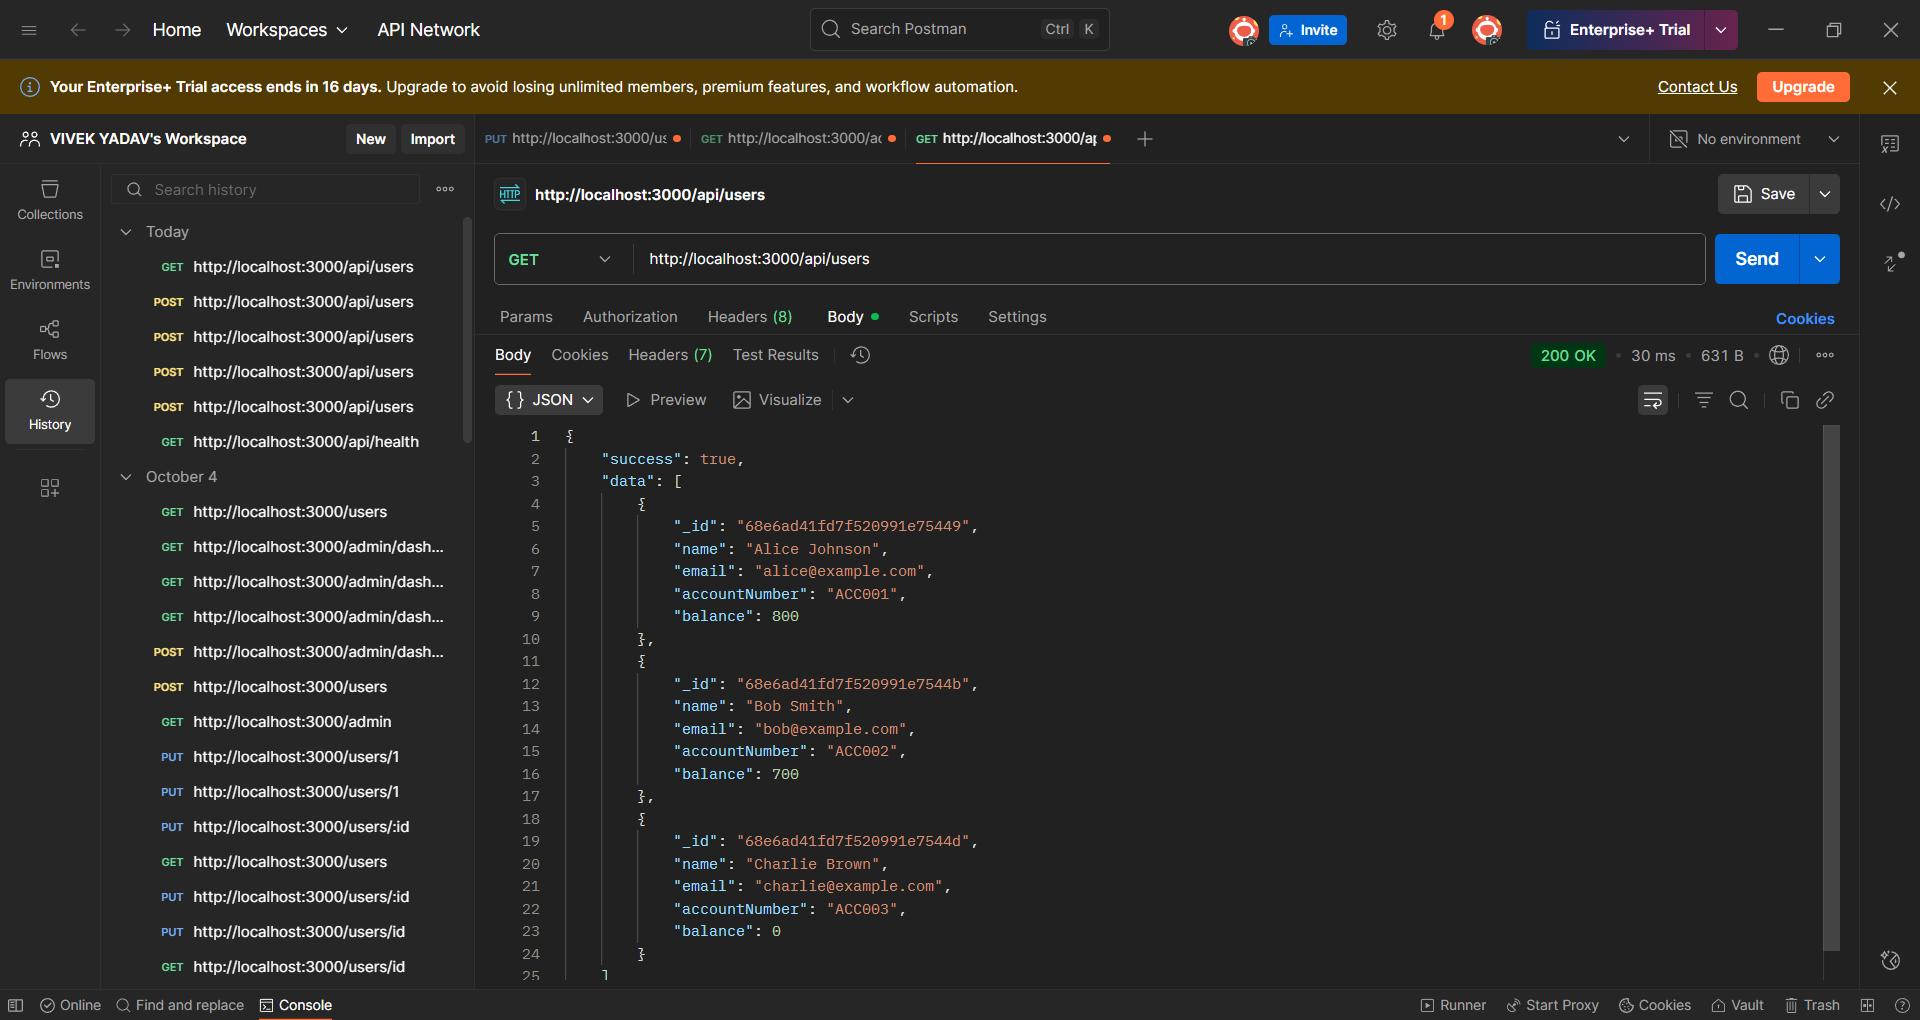 Home Workspaces API Network Search Postman Ctrl K Invite 1 Enterprise+ Trial
Your Enterprise+ Trial access ends in 16 days. Upgrade to avoid losing unlimited members, premium features, and workflow automation. Contact Us Upgrade
VIVEK YADAV's Workspace New Import PUT http://localhost:3000/us GET http://localhost:3000/ac GET http://localhost:3000/ap No environment
Collections
Environments
Flows
History
Search history
Today
GET http://localhost:3000/api/users
POST http://localhost:3000/api/users
POST http://localhost:3000/api/users
POST http://localhost:3000/api/users
POST http://localhost:3000/api/users
GET http://localhost:3000/api/health
October 4
GET http://localhost:3000/users
GET http://localhost:3000/admin/dash...
GET http://localhost:3000/admin/dash...
GET http://localhost:3000/admin/dash...
POST http://localhost:3000/admin/dash...
POST http://localhost:3000/users
GET http://localhost:3000/admin
PUT http://localhost:3000/users/1
PUT http://localhost:3000/users/1
PUT http://localhost:3000/users/:id
GET http://localhost:3000/users
PUT http://localhost:3000/users/:id
PUT http://localhost:3000/users/id
GET http://localhost:3000/users/id
HTTP http://localhost:3000/api/users Save
GET http://localhost:3000/api/users Send
Params Authorization Headers (8) Body Scripts Settings Cookies
Body Cookies Headers (7) Test Results 200 OK 30 ms 631 B
{} JSON Preview Visualize
1 {
2 "success": true,
3 "data": [
4 {
5 "_id": "68e6ad41fd7f520991e75449",
6 "name": "Alice Johnson",
7 "email": "alice@example.com",
8 "accountNumber": "ACC001",
9 "balance": 800
10 },
11 {
12 "_id": "68e6ad41fd7f520991e7544b",
13 "name": "Bob Smith",
14 "email": "bob@example.com",
15 "accountNumber": "ACC002",
16 "balance": 700
17 },
18 {
19 "_id": "68e6ad41fd7f520991e7544d",
20 "name": "Charlie Brown",
21 "email": "charlie@example.com",
22 "accountNumber": "ACC003",
23 "balance": 0
24 }
25 ]
Online Find and replace Console Runner Start Proxy Cookies Vault Trash